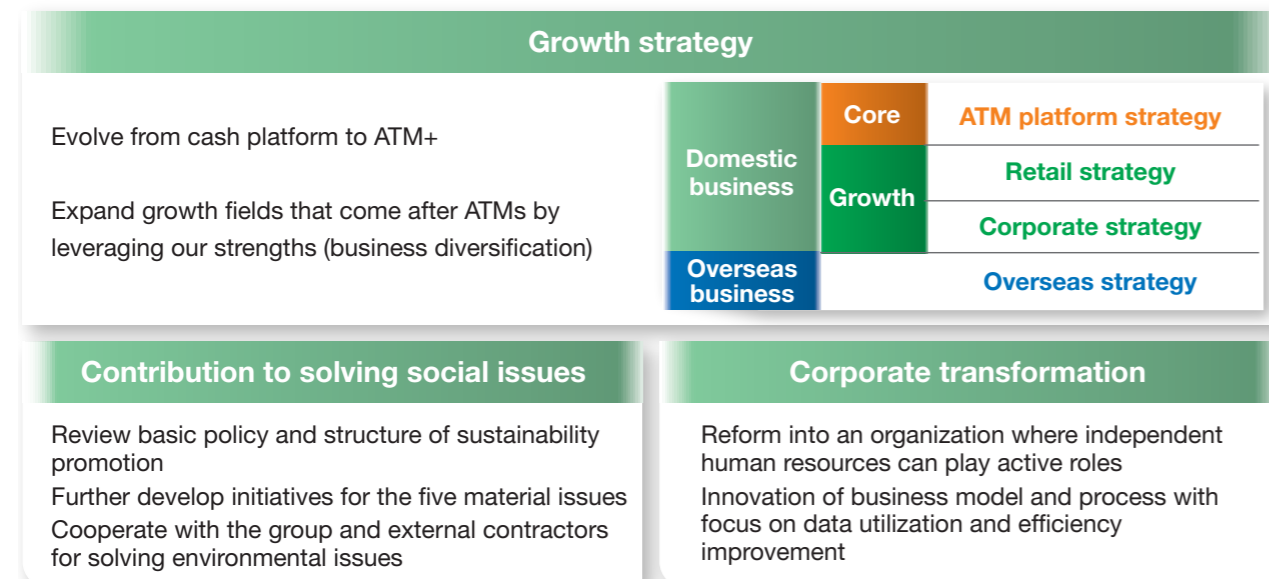 Growth strategy
Evolve from cash platform to ATM+
Expand growth fields that come after ATMs by
leveraging our strengths (business diversification)
Domestic
business
Core
ATM platform strategy
Growth
Retail strategy
Corporate strategy
Overseas
business
Overseas strategy
Contribution to solving social issues
Review basic policy and structure of sustainability
promotion
Further develop initiatives for the five material issues
Cooperate with the group and external contractors
for solving environmental issues
Corporate transformation
Reform into an organization where independent
human resources can play active roles
Innovation of business model and process with
focus on data utilization and efficiency
improvement